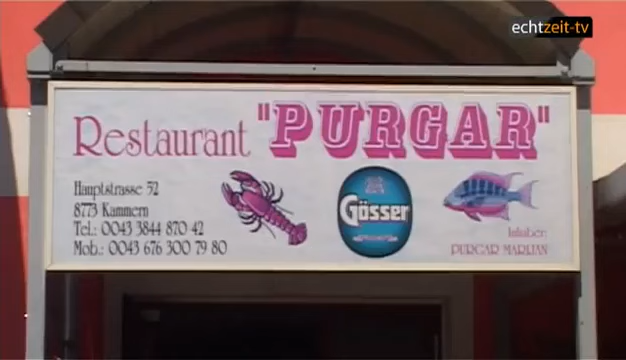 echtzeit-tv
Restaurant "PURGAR"
Hauptstrasse 52
8773 Kammern
Tel.: 0043 3844 870 42
Mob.: 0043 676 300 79 80
Gösser
Inhaber:
PURGAR MARIJAN